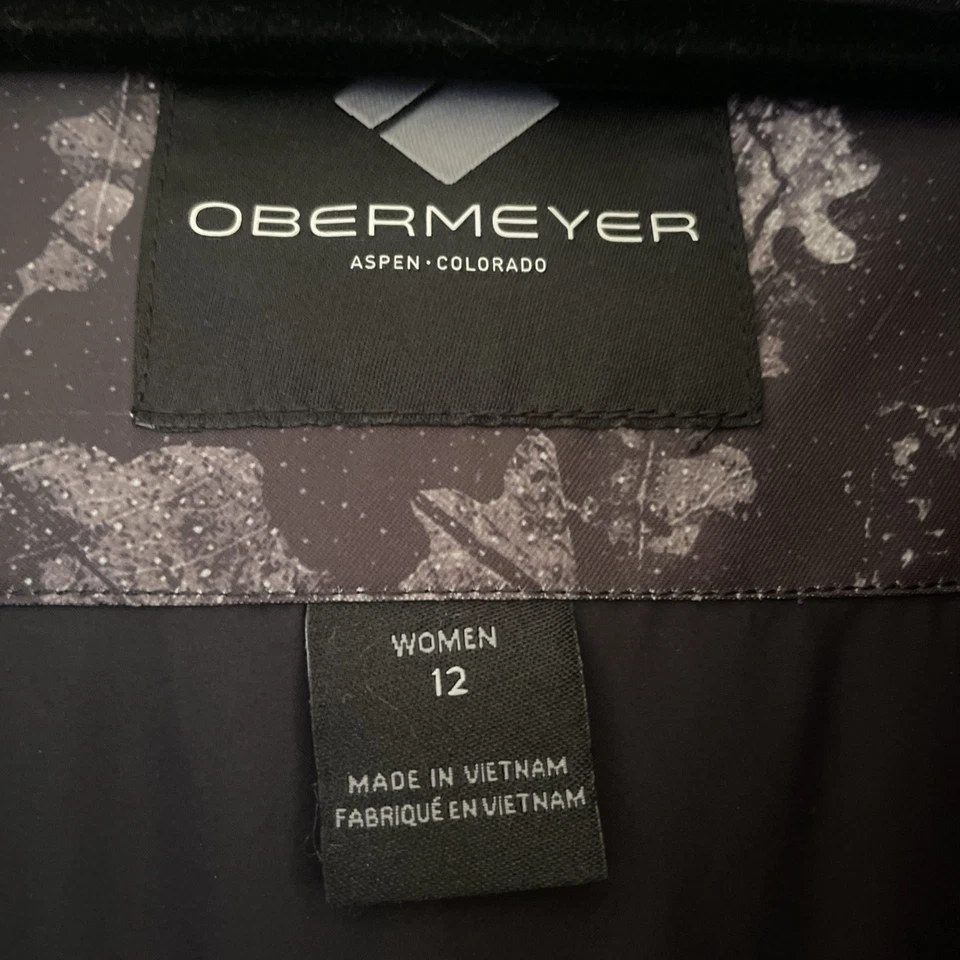 OBERMEYER
ASPEN · COLORADO
WOMEN
12
MADE IN VIETNAM
FABRIQUÉ EN VIETNAM